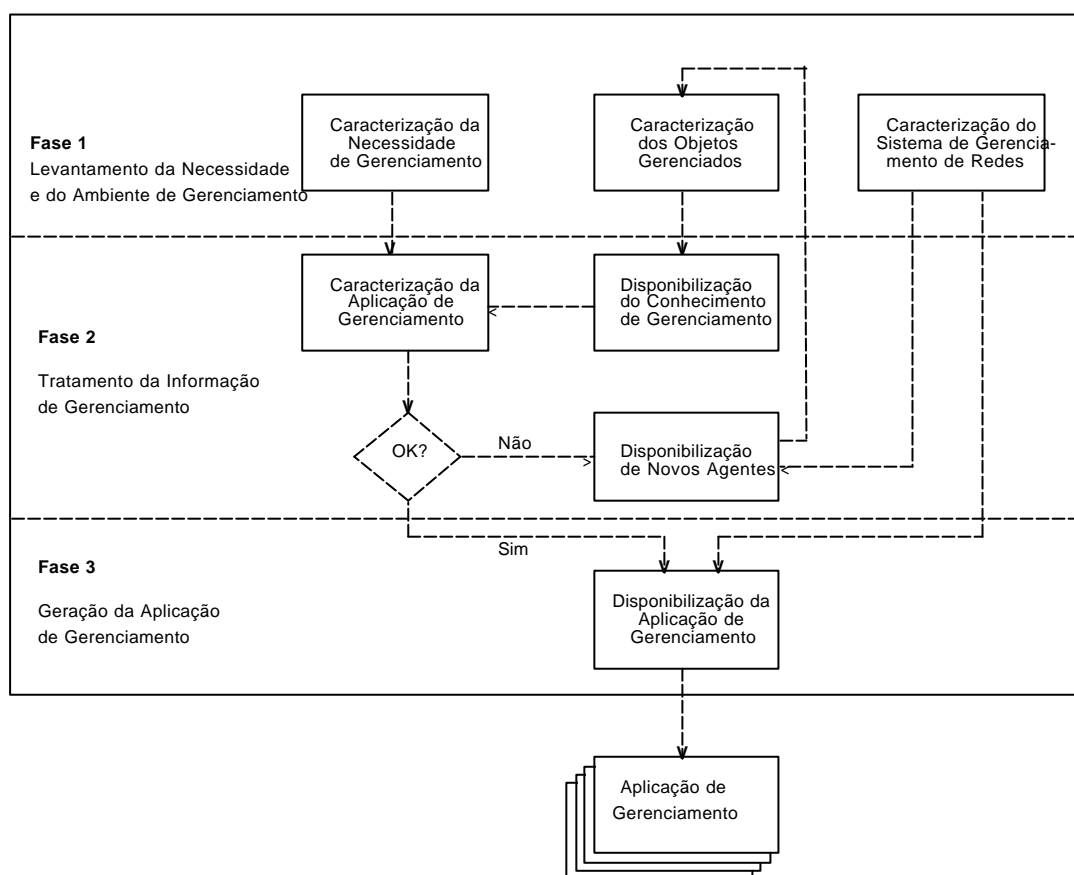 Fase 1
Levantamento da Necessidade
e do Ambiente de Gerenciamento
Caracterização da
Necessidade
de Gerenciamento
Caracterização
dos Objetos
Gerenciados
Caracterização do
Sistema de Gerencia-
mento de Redes
Fase 2
Tratamento da Informação
de Gerenciamento
Caracterização da
Aplicação de
Gerenciamento
Disponibilização
do Conhecimento
de Gerenciamento
OK?
Não
Disponibilização
de Novos Agentes
Sim
Fase 3
Geração da Aplicação
de Gerenciamento
Disponibilização da
Aplicação de
Gerenciamento
Aplicação de
Gerenciamento